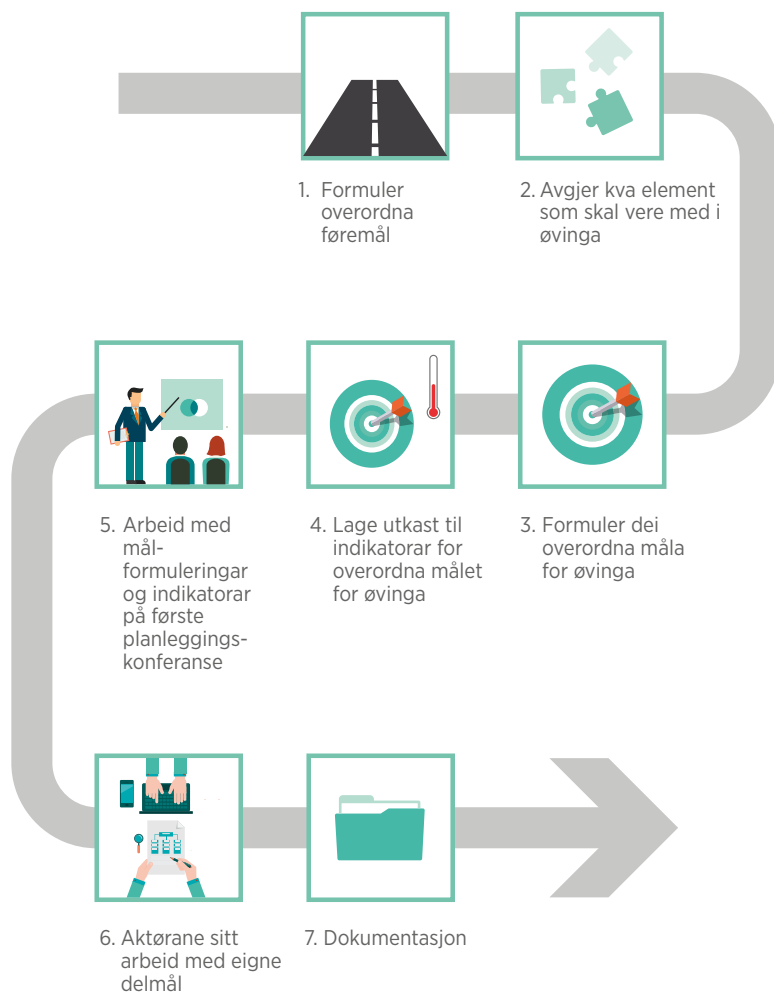 1. Formuler
overordna
føremål
2. Avgjer kva element
som skal vere med i
øvinga
3. Formuler dei
overordna måla
for øvinga
4. Lage utkast til
indikatorar for
overordna målet
for øvinga
5. Arbeid med
mål-
formuleringar
og indikatorar
på første
planleggings-
konferanse
6. Aktørane sitt
arbeid med eigne
delmål
7. Dokumentasjon